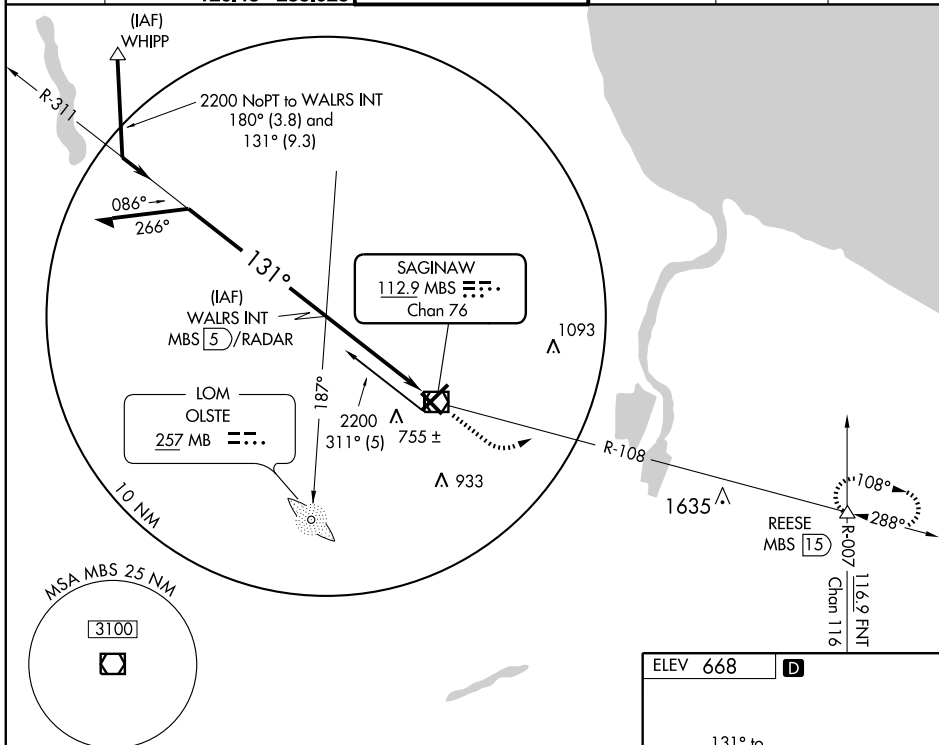 (IAF)
WHIPP
R-311
2200 NoPT to WALRS INT
180° (3.8) and
131° (9.3)
086°
266°
131°
SAGINAW
112.9 MBS
Chan 76
(IAF)
WALRS INT
MBS 5 /RADAR
1093
187°
LOM
OLSTE
257 MB
2200
311° (5)
755 ±
933
R-108
1635
108°
288°
REESE
MBS 15
R-007
116.9 FNT
Chan 116
10 NM
MSA MBS 25 NM
3100
ELEV 668 D
131° to